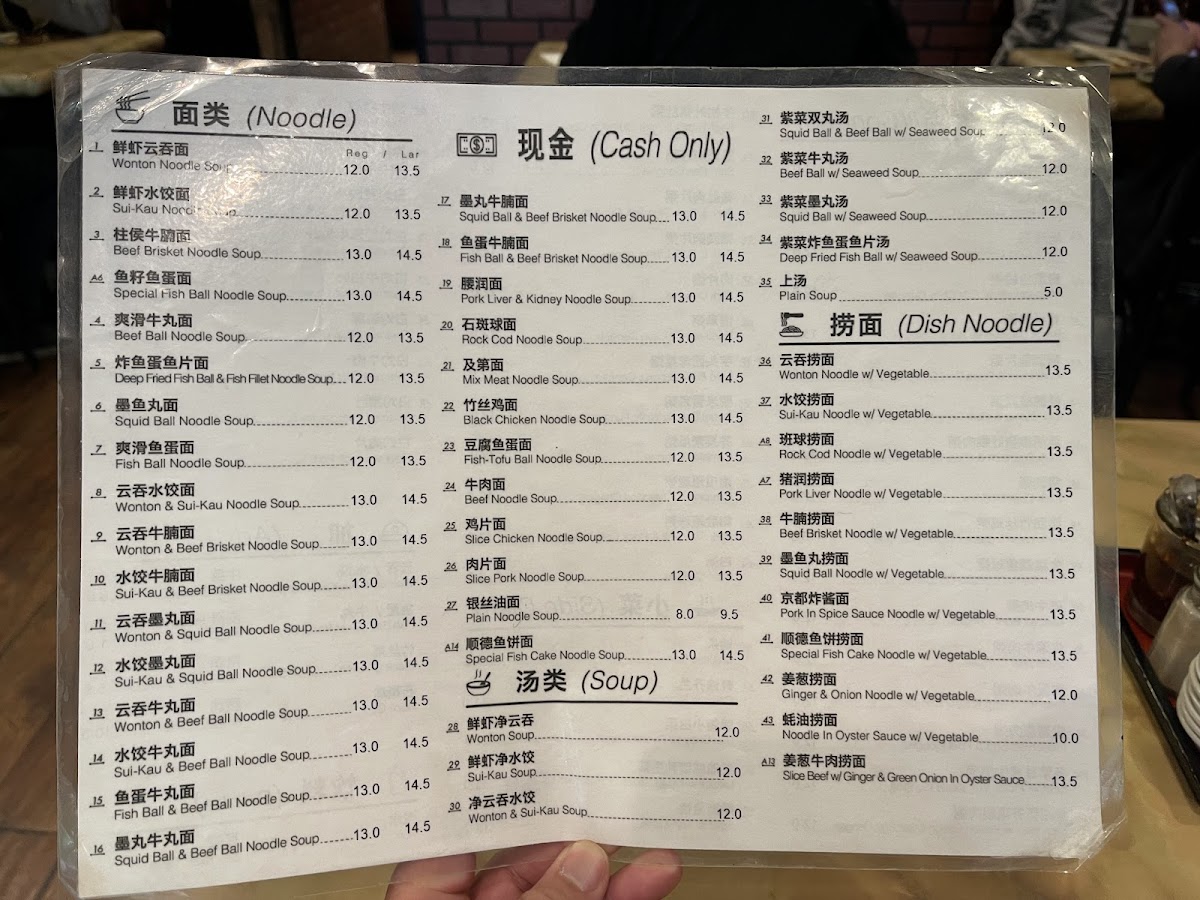 面类 (Noodle)
Reg / Lar
1 鲜虾云吞面
Wonton Noodle Soup 12.0 13.5
2 鲜虾水饺面
Sui-Kau Noodle Soup 12.0 13.5
3 柱侯牛腩面
Beef Brisket Noodle Soup 13.0 14.5
A6 鱼籽鱼蛋面
Special Fish Ball Noodle Soup 13.0 14.5
4 爽滑牛丸面
Beef Ball Noodle Soup 12.0 13.5
5 炸鱼蛋鱼片面
Deep Fried Fish Ball & Fish Fillet Noodle Soup 12.0 13.5
6 墨鱼丸面
Squid Ball Noodle Soup 12.0 13.5
7 爽滑鱼蛋面
Fish Ball Noodle Soup 12.0 13.5
8 云吞水饺面
Wonton & Sui-Kau Noodle Soup 13.0 14.5
9 云吞牛腩面
Wonton & Beef Brisket Noodle Soup 13.0 14.5
10 水饺牛腩面
Sui-Kau & Beef Brisket Noodle Soup 13.0 14.5
11 云吞墨丸面
Wonton & Squid Ball Noodle Soup 13.0 14.5
12 水饺墨丸面
Sui-Kau & Squid Ball Noodle Soup 13.0 14.5
13 云吞牛丸面
Wonton & Beef Ball Noodle Soup 13.0 14.5
14 水饺牛丸面
Sui-Kau & Beef Ball Noodle Soup 13.0 14.5
15 鱼蛋牛丸面
Fish Ball & Beef Ball Noodle Soup 13.0 14.5
16 墨丸牛丸面
Squid Ball & Beef Ball Noodle Soup 13.0 14.5
现金 (Cash Only)
17 墨丸牛腩面
Squid Ball & Beef Brisket Noodle Soup 13.0 14.5
18 鱼蛋牛腩面
Fish Ball & Beef Brisket Noodle Soup 13.0 14.5
19 腰润面
Pork Liver & Kidney Noodle Soup 13.0 14.5
20 石斑球面
Rock Cod Noodle Soup 13.0 14.5
21 及第面
Mix Meat Noodle Soup 13.0 14.5
22 竹丝鸡面
Black Chicken Noodle Soup 13.0 14.5
23 豆腐鱼蛋面
Fish-Tofu Ball Noodle Soup 12.0 13.5
24 牛肉面
Beef Noodle Soup 12.0 13.5
25 鸡片面
Slice Chicken Noodle Soup 12.0 13.5
26 肉片面
Slice Pork Noodle Soup 12.0 13.5
27 银丝油面
Plain Noodle Soup 8.0 9.5
A14 顺德鱼饼面
Special Fish Cake Noodle Soup 13.0 14.5
汤类 (Soup)
28 鲜虾净云吞
Wonton Soup 12.0
29 鲜虾净水饺
Sui-Kau Soup 12.0
30 净云吞水饺
Wonton & Sui-Kau Soup 12.0
31 紫菜双丸汤
Squid Ball & Beef Ball w/ Seaweed Soup 12.0
32 紫菜牛丸汤
Beef Ball w/ Seaweed Soup 12.0
33 紫菜墨丸汤
Squid Ball w/ Seaweed Soup 12.0
34 紫菜炸鱼蛋鱼片汤
Deep Fried Fish Ball w/ Seaweed Soup 12.0
35 上汤
Plain Soup 5.0
捞面 (Dish Noodle)
36 云吞捞面
Wonton Noodle w/ Vegetable 13.5
37 水饺捞面
Sui-Kau Noodle w/ Vegetable 13.5
A8 班球捞面
Rock Cod Noodle w/ Vegetable 13.5
A7 猪润捞面
Pork Liver Noodle w/ Vegetable 13.5
38 牛腩捞面
Beef Brisket Noodle w/ Vegetable 13.5
39 墨鱼丸捞面
Squid Ball Noodle w/ Vegetable 13.5
40 京都炸酱面
Pork In Spice Sauce Noodle w/ Vegetable 13.5
41 顺德鱼饼捞面
Special Fish Cake Noodle w/ Vegetable 13.5
42 姜葱捞面
Ginger & Onion Noodle w/ Vegetable 12.0
43 蚝油捞面
Noodle In Oyster Sauce w/ Vegetable 10.0
A13 姜葱牛肉捞面
Slice Beef w/ Ginger & Green Onion In Oyster Sauce 13.5